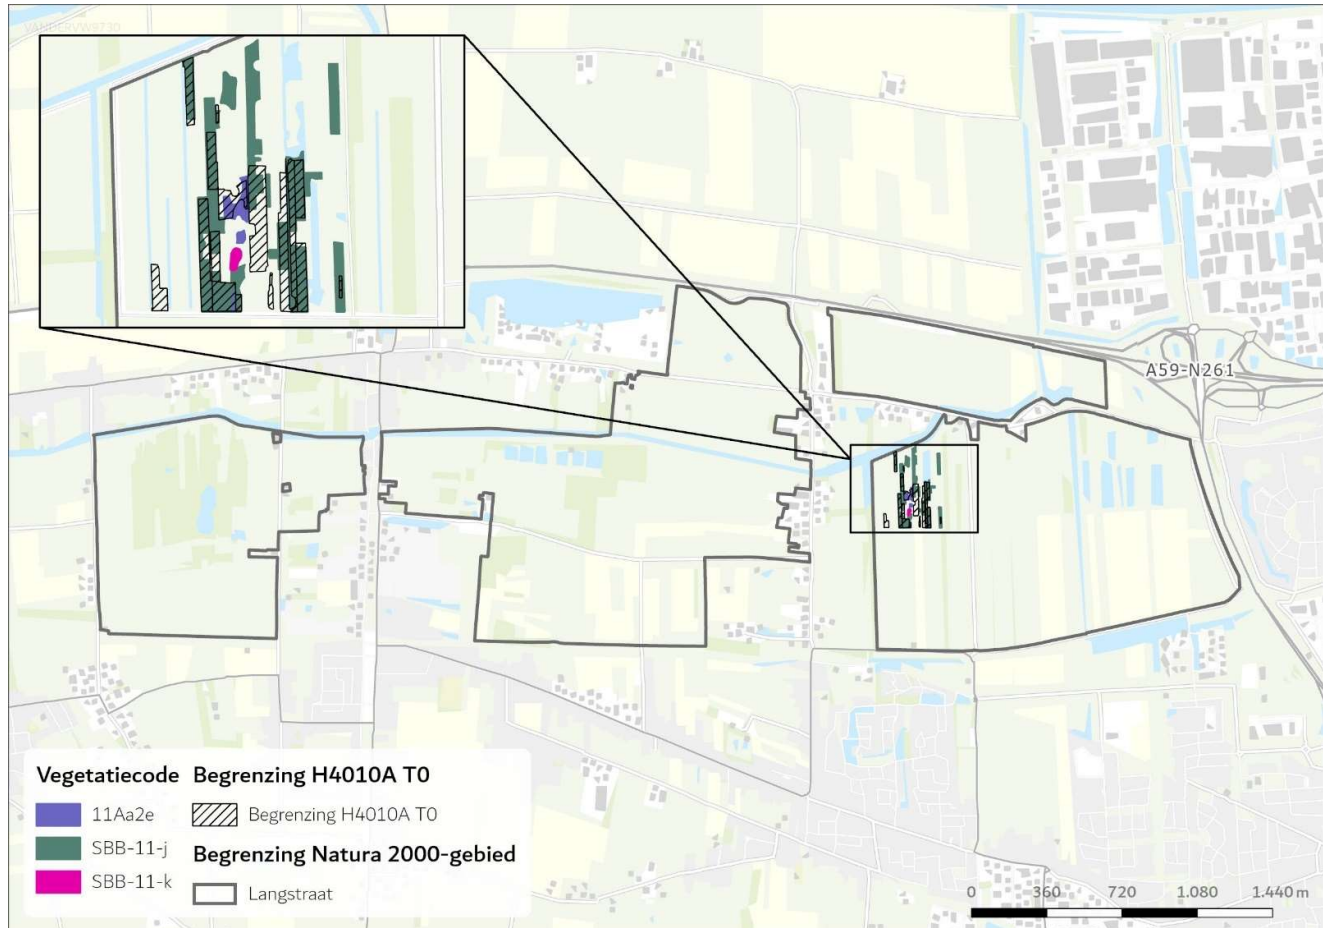 VANDERVW9730
A59-N261
Vegetatiecode
11Aa2e
SBB-11-j
SBB-11-k
Begrenzing H4010A T0
Begrenzing H4010A T0
Begrenzing Natura 2000-gebied
Langstraat
0 360 720 1.080 1.440 m